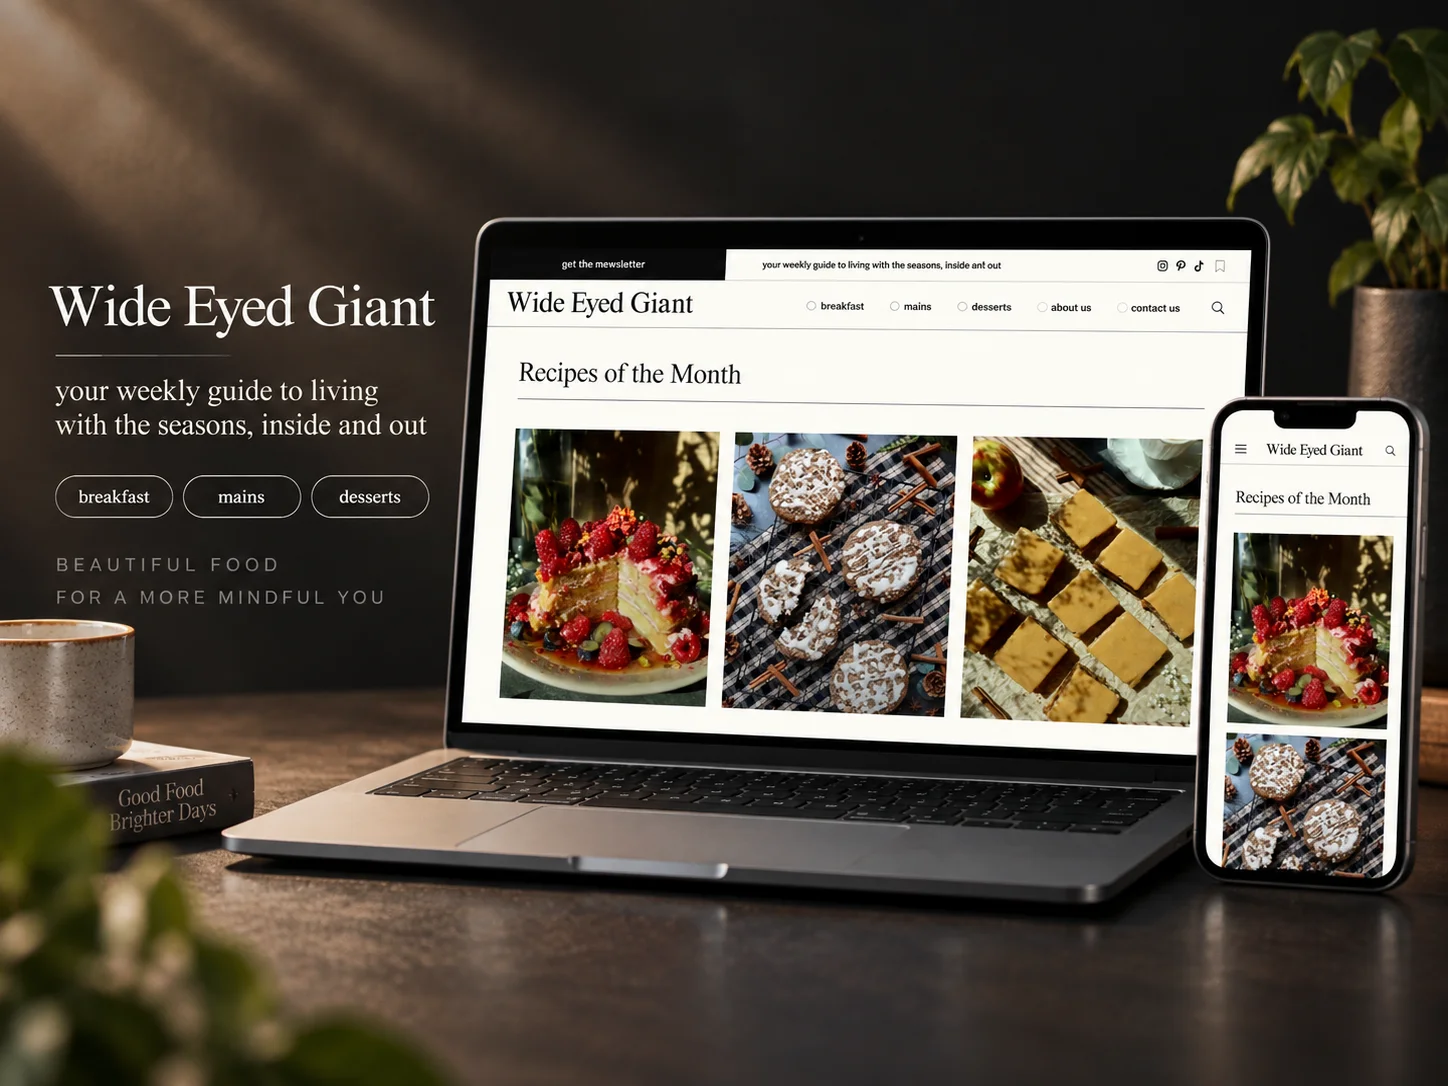 Wide Eyed Giant
your weekly guide to living
with the seasons, inside and out
breakfast
mains
desserts
BEAUTIFUL FOOD
FOR A MORE MINDFUL YOU
Good Food
Brighter Days
get the mewsletter
your weekly guide to living with the seasons, inside ant out
Wide Eyed Giant
breakfast
mains
desserts
about us
contact us
Recipes of the Month
Wide Eyed Giant
Recipes of the Month